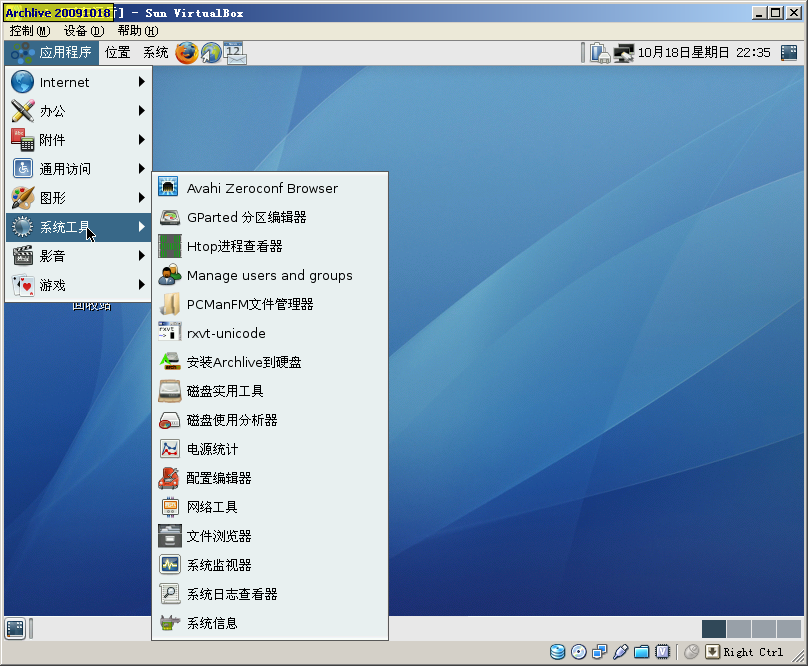 Archlive 20091018 行] - Sun VirtualBox
控制(M) 设备(D) 帮助(H)
应用程序 位置 系统 12 10月18日星期日 22:35
Internet
办公
附件
通用访问
图形
系统工具
影音
游戏
回收站
Avahi Zeroconf Browser
GParted 分区编辑器
Htop进程查看器
Manage users and groups
PCManFM文件管理器
rxvt-unicode
安装Archlive到硬盘
磁盘实用工具
磁盘使用分析器
电源统计
配置编辑器
网络工具
文件浏览器
系统监视器
系统日志查看器
系统信息
Right Ctrl